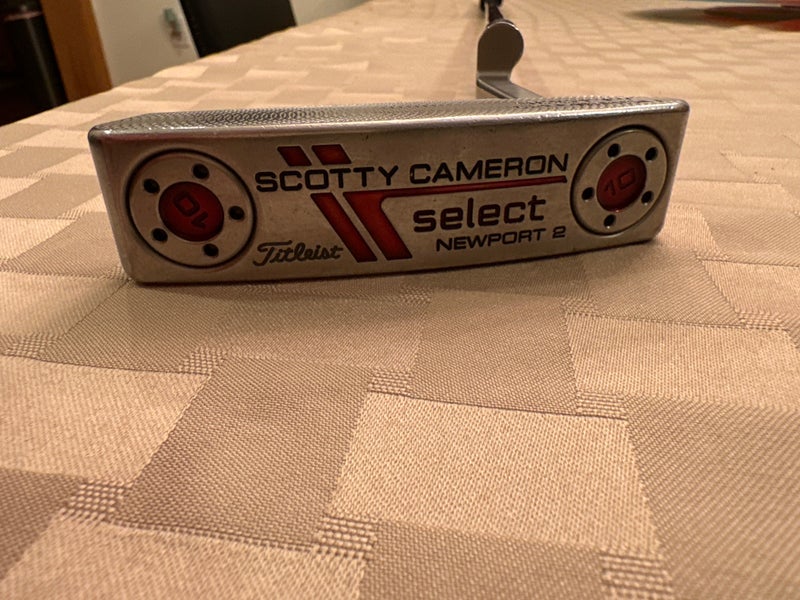 SCOTTY CAMERON
select
NEWPORT 2
Titleist
10
10